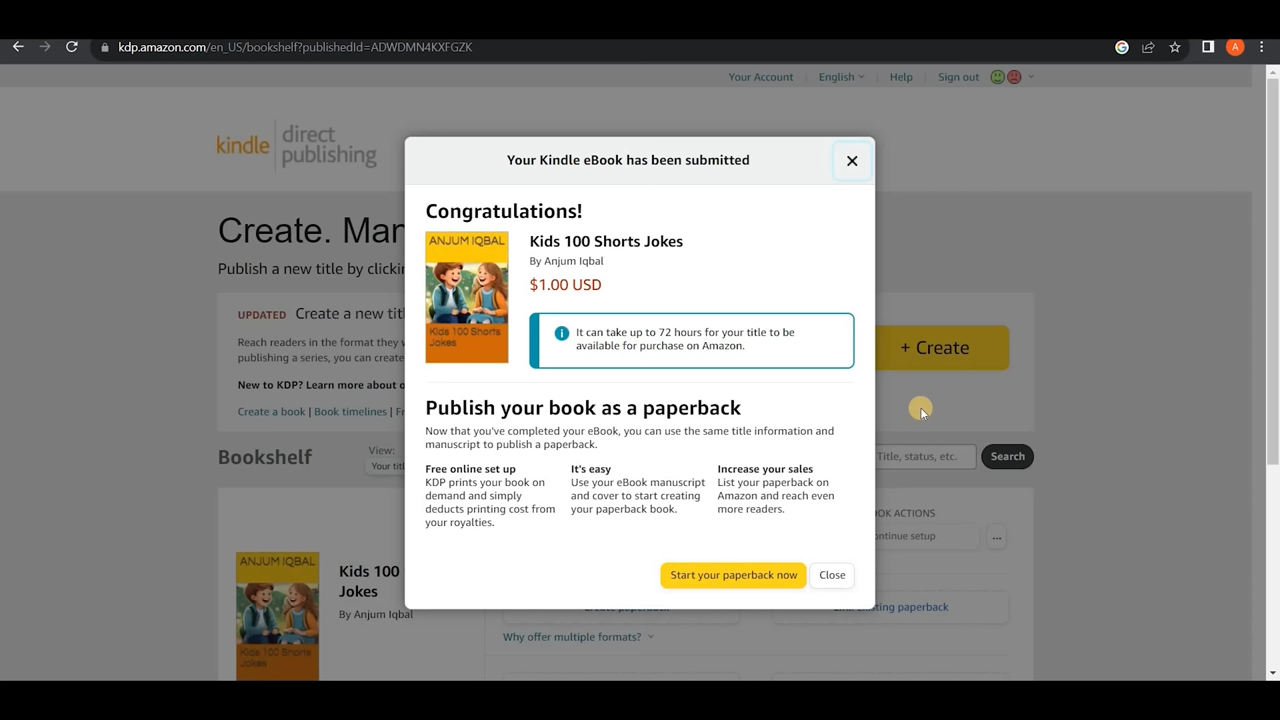 kdp.amazon.com/en_US/bookshelf?publishedId=ADWDMN4KXFGZK
A
Your Account
English
Help
Sign out
kindle direct publishing
Your Kindle eBook has been submitted
Congratulations!
ANJUM IQBAL
Kids 100 Shorts
Jokes
Kids 100 Shorts Jokes
By Anjum Iqbal
$1.00 USD
It can take up to 72 hours for your title to be
available for purchase on Amazon.
Publish your book as a paperback
Now that you've completed your eBook, you can use the same title information and
manuscript to publish a paperback.
Free online set up
KDP prints your book on
demand and simply
deducts printing cost from
your royalties.
It's easy
Use your eBook manuscript
and cover to start creating
your paperback book.
Increase your sales
List your paperback on
Amazon and reach even
more readers.
Start your paperback now
Close
Create. Man
Publish a new title by clickin
UPDATED Create a new titl
Reach readers in the format they w
publishing a series, you can create
New to KDP? Learn more about o
Create a book | Book timelines | Fr
+ Create
Bookshelf
View:
Your titl
Title, status, etc.
Search
OOK ACTIONS
ontinue setup
...
ANJUM IQBAL
Kids 100 Shorts
Jokes
Kids 100
Jokes
By Anjum Iqbal
existing paperback
Why offer multiple formats?